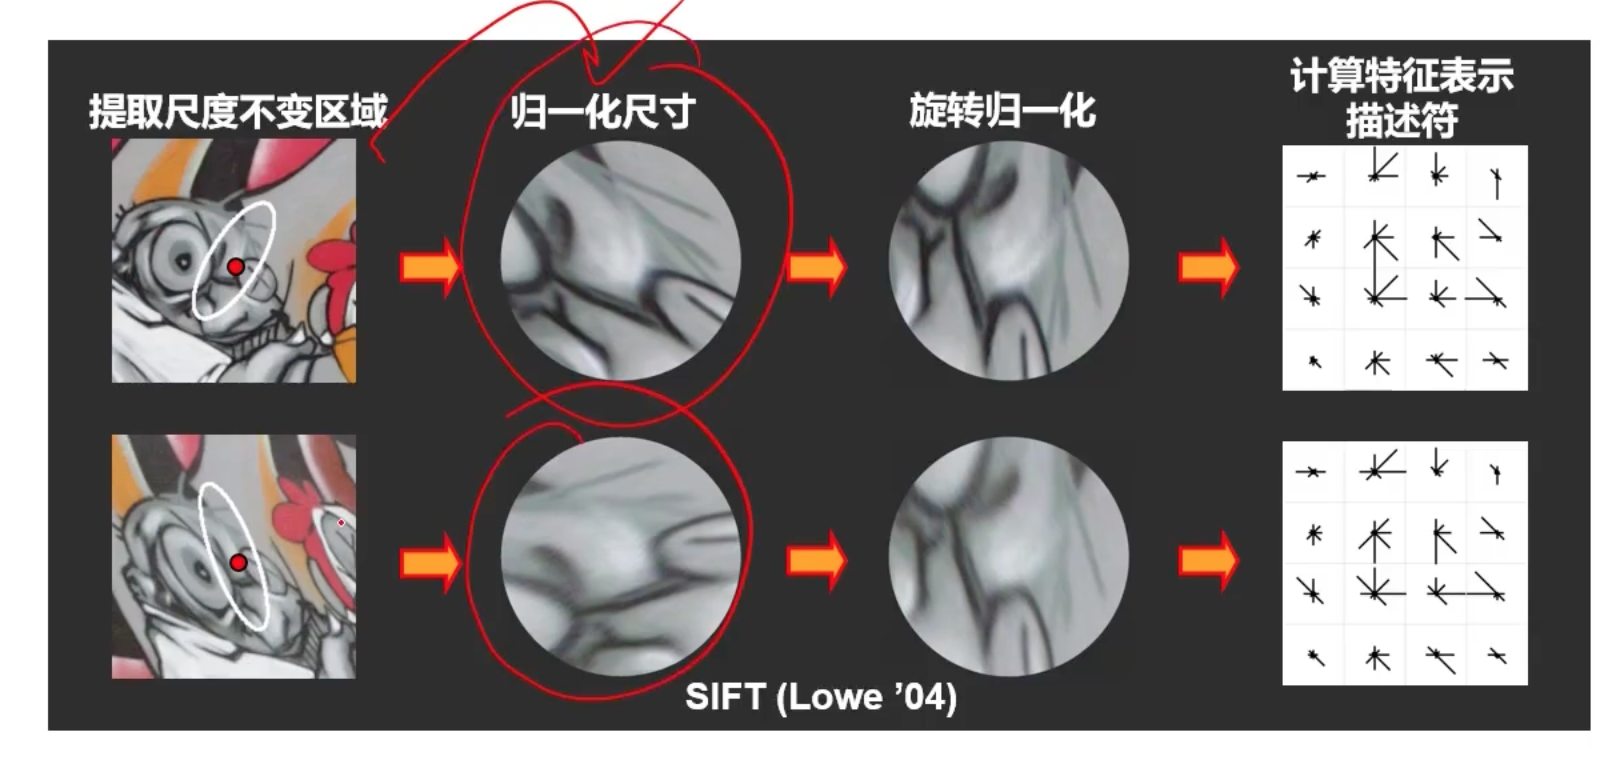 提取尺度不变区域
归一化尺寸
旋转归一化
计算特征表示
描述符
SIFT (Lowe ’04)